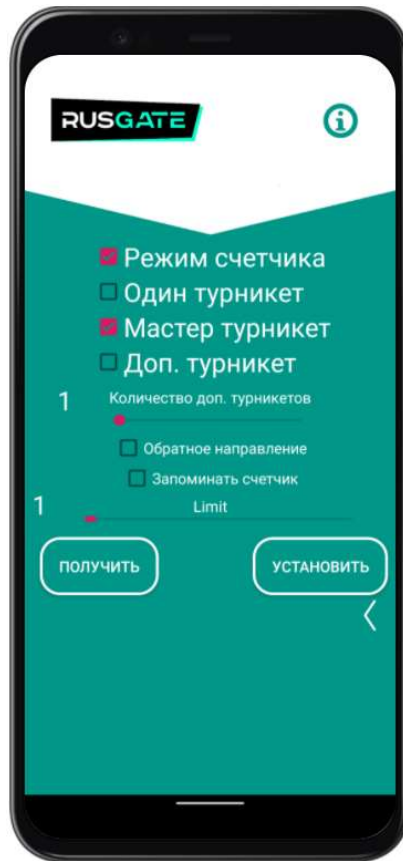 RUSGATE
Режим счетчика
Один турникет
Мастер турникет
Доп. турникет
1 Количество доп. турникетов
Обратное направление
Запоминать счетчик
1 Limit
ПОЛУЧИТЬ УСТАНОВИТЬ